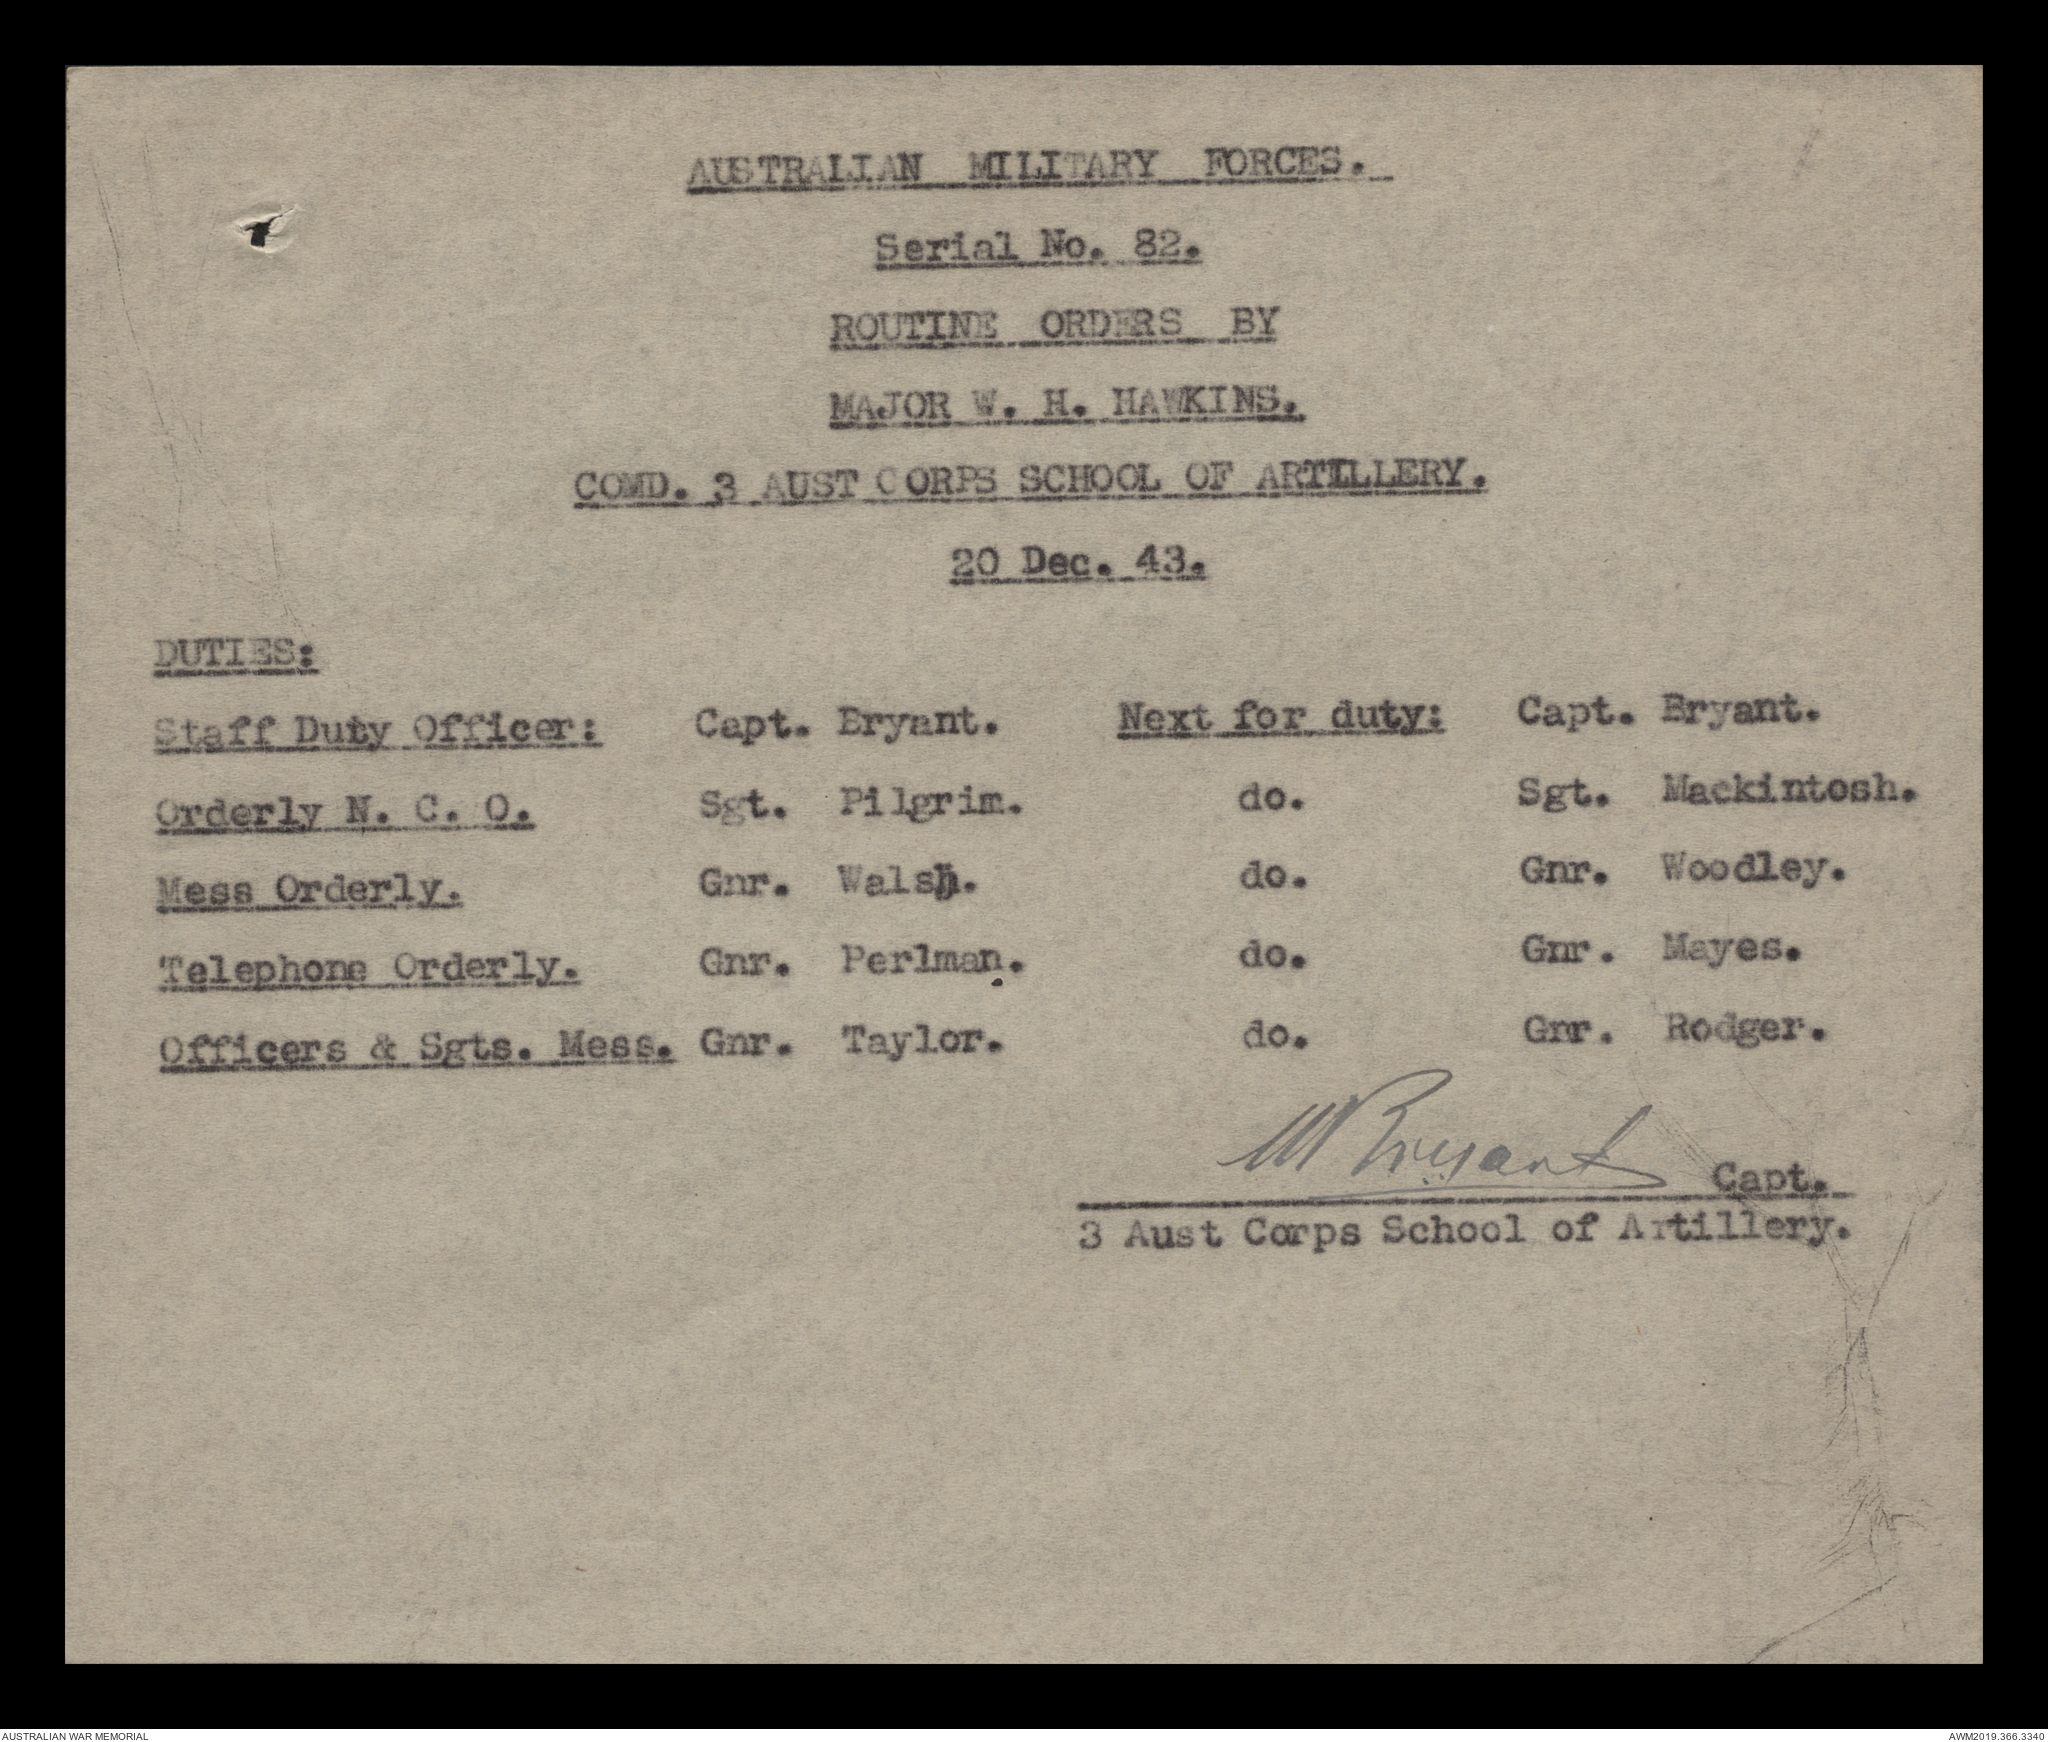 AUSTRALIAN MILITARY FORCES.
Serial No. 82.
ROUTINE ORDERS BY
MAJOR W. H. HAWKINS.
COMD. 3 AUST CORPS SCHOOL OF ARTILLERY.
20 Dec. 43.
DUTIES:
Staff Duty Officer: Capt. Bryant. Next for duty: Capt. Bryant.
Orderly N. C. O. Sgt. Pilgrim. do. Sgt. Mackintosh.
Mess Orderly. Gnr. Walsh. do. Gnr. Woodley.
Telephone Orderly. Gnr. Perlman. do. Gnr. Mayes.
Officers & Sgts. Mess. Gnr. Taylor. do. Gnr. Rodger.
W Bryant Capt.
3 Aust Corps School of Artillery.
AUSTRALIAN WAR MEMORIAL AWM2019.366.3340